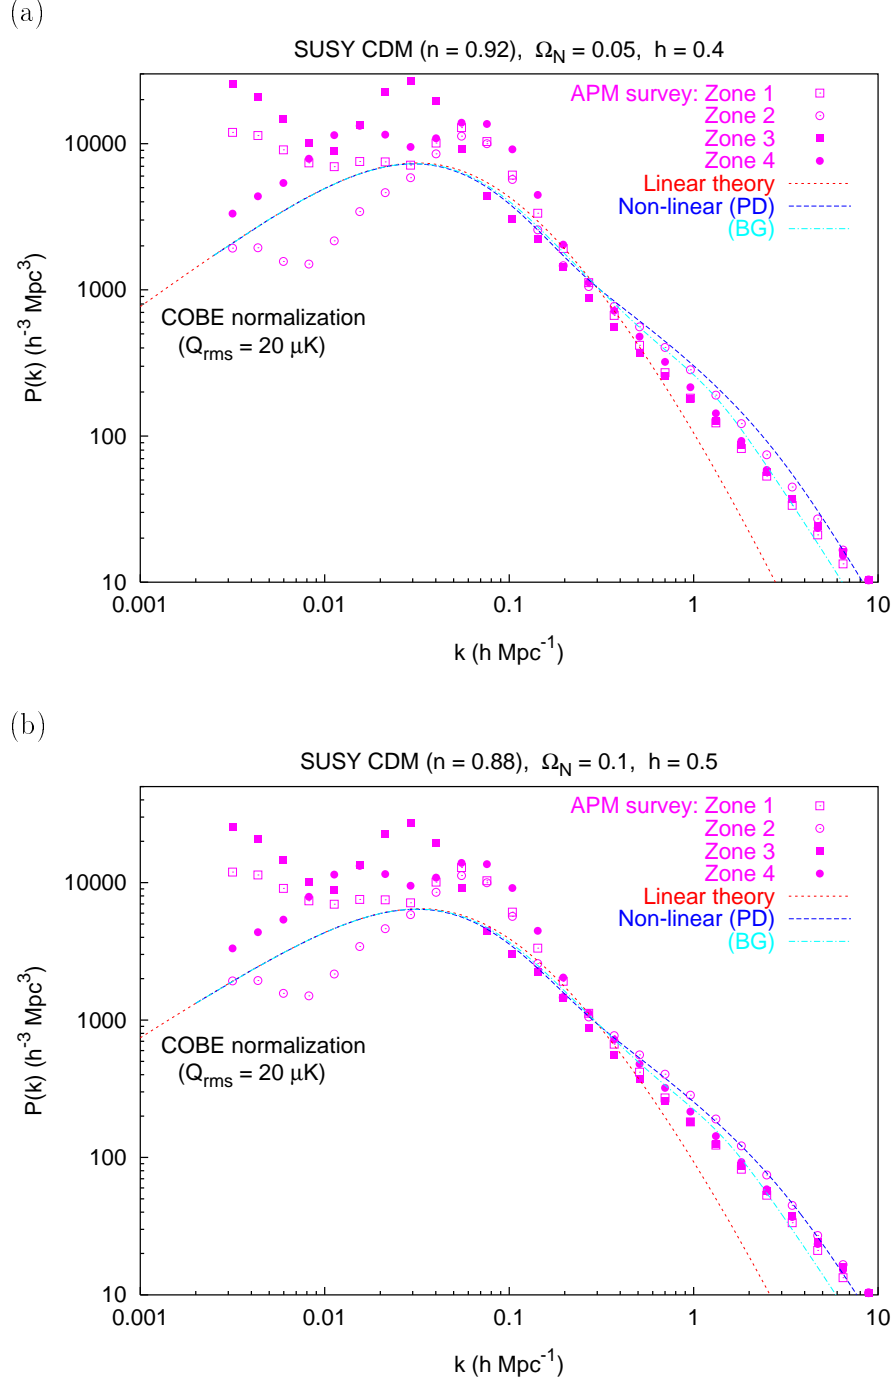 (a)
SUSY CDM (n = 0.92), Ω_N = 0.05, h = 0.4
APM survey: Zone 1
Zone 2
Zone 3
Zone 4
Linear theory
Non-linear (PD)
(BG)
COBE normalization
(Q_rms = 20 μK)
P(k) (h^-3 Mpc^3)
10000
1000
100
10
0.001 0.01 0.1 1 10
k (h Mpc^-1)
(b)
SUSY CDM (n = 0.88), Ω_N = 0.1, h = 0.5
APM survey: Zone 1
Zone 2
Zone 3
Zone 4
Linear theory
Non-linear (PD)
(BG)
COBE normalization
(Q_rms = 20 μK)
P(k) (h^-3 Mpc^3)
10000
1000
100
10
0.001 0.01 0.1 1 10
k (h Mpc^-1)